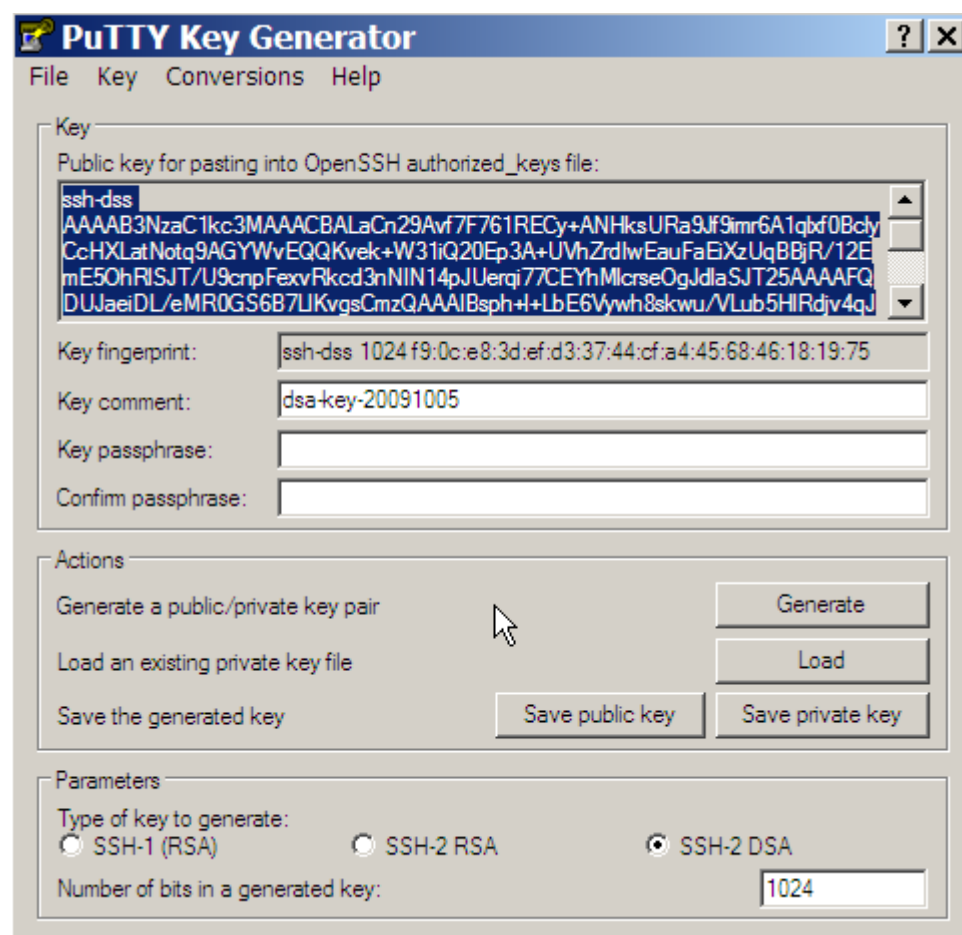 PuTTY Key Generator
File Key Conversions Help
Key
Public key for pasting into OpenSSH authorized_keys file:
ssh-dss
AAAAB3NzaC1kc3MAAACBALaCn29Avf7F761RECy+ANHksURa9Jf9imr6A1qlxf0Bcly
CcHXLatNotq9AGYWvEQQKvek+W31iQ20Ep3A+UVhZrdIwEauFaEiXzUqBBjR/12E
mE5OhRISJT/U9cnpFexvRkcd3nNIN14pJUerqi77CEYhMlcrseOgJdlaSJT25AAAAFQ
DUJaeiDL/eMR0GS6B7LlKvgsCmzQAAAIBsph+I+LbE6Vywh8skwu/VLub5HIRdjv4qJ
Key fingerprint: ssh-dss 1024 f9:0c:e8:3d:ef:d3:37:44:cf:a4:45:68:46:18:19:75
Key comment: dsa-key-20091005
Key passphrase:
Confirm passphrase:
Actions
Generate a public/private key pair Generate
Load an existing private key file Load
Save the generated key Save public key Save private key
Parameters
Type of key to generate:
SSH-1 (RSA) SSH-2 RSA SSH-2 DSA
Number of bits in a generated key: 1024